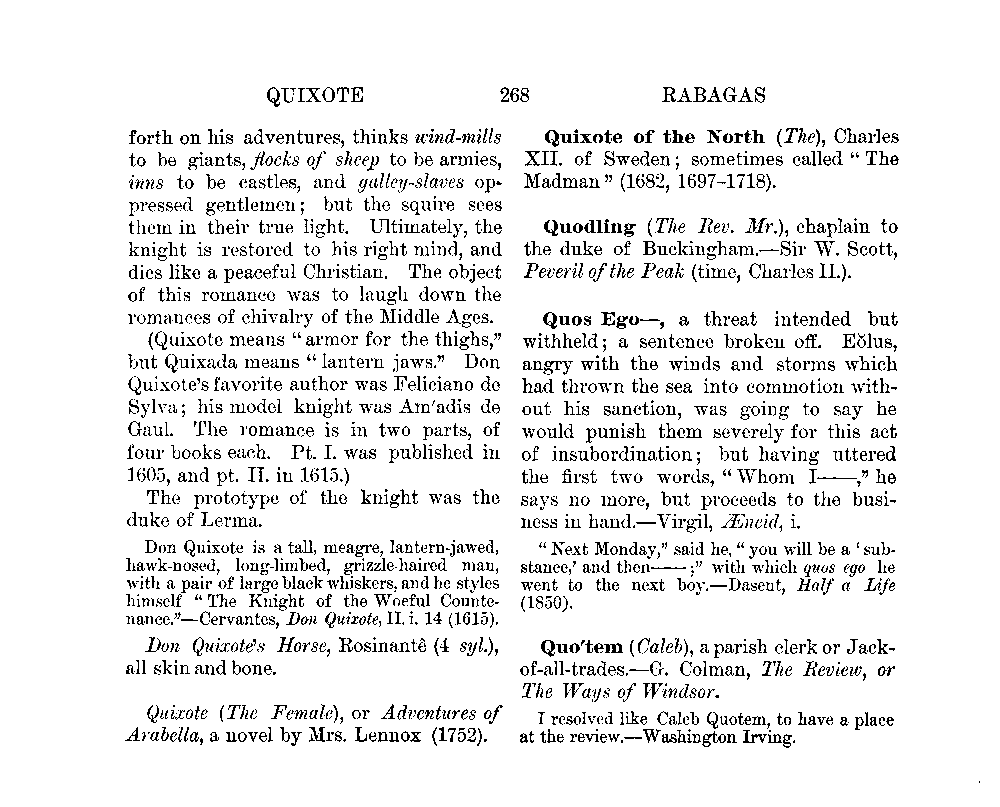 QUIXOTE 268 RABAGAS
forth on his adventures, thinks wind-mills
to be giants, flocks of sheep to be armies,
inns to be castles, and galley-slaves op-
pressed gentlemen; but the squire sees
them in their true light. Ultimately, the
knight is restored to his right mind, and
dies like a peaceful Christian. The object
of this romance was to laugh down the
romances of chivalry of the Middle Ages.
(Quixote means “armor for the thighs,”
but Quixada means “lantern jaws.” Don
Quixote's favorite author was Feliciano de
Sylva; his model knight was Am'adis de
Gaul. The romance is in two parts, of
four books each. Pt. I. was published in
1605, and pt. II. in 1615.)
The prototype of the knight was the
duke of Lerma.
Don Quixote is a tall, meagre, lantern-jawed,
hawk-nosed, long-limbed, grizzle-haired man,
with a pair of large black whiskers, and he styles
himself “The Knight of the Woeful Counte-
nance.”—Cervantes, Don Quixote, II. i. 14 (1615).
Don Quixote's Horse, Rosinantê (4 syl.),
all skin and bone.
Quixote (The Female), or Adventures of
Arabella, a novel by Mrs. Lennox (1752).
Quixote of the North (The), Charles
XII. of Sweden; sometimes called “The
Madman” (1682, 1697-1718).
Quodling (The Rev. Mr.), chaplain to
the duke of Buckingham.—Sir W. Scott,
Peveril of the Peak (time, Charles II.).
Quos Ego—, a threat intended but
withheld; a sentence broken off. Eŏlus,
angry with the winds and storms which
had thrown the sea into commotion with-
out his sanction, was going to say he
would punish them severely for this act
of insubordination; but having uttered
the first two words, “Whom I——,” he
says no more, but proceeds to the busi-
ness in hand.—Virgil, Æneid, i.
“Next Monday,” said he, “you will be a ‘sub-
stance,’ and then——;” with which quos ego he
went to the next boy.—Dasent, Half a Life
(1850).
Quo'tem (Caleb), a parish clerk or Jack-
of-all-trades.—G. Colman, The Review, or
The Ways of Windsor.
I resolved like Caleb Quotem, to have a place
at the review.—Washington Irving.